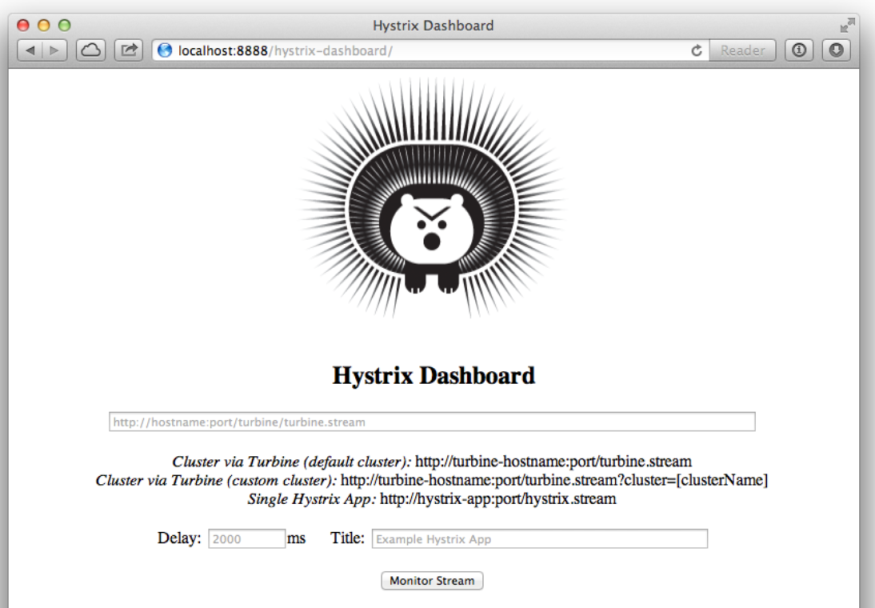 Hystrix Dashboard
localhost:8888/hystrix-dashboard/
Reader
Hystrix Dashboard
http://hostname:port/turbine/turbine.stream
Cluster via Turbine (default cluster): http://turbine-hostname:port/turbine.stream
Cluster via Turbine (custom cluster): http://turbine-hostname:port/turbine.stream?cluster=[clusterName]
Single Hystrix App: http://hystrix-app:port/hystrix.stream
Delay: 2000 ms Title: Example Hystrix App
Monitor Stream